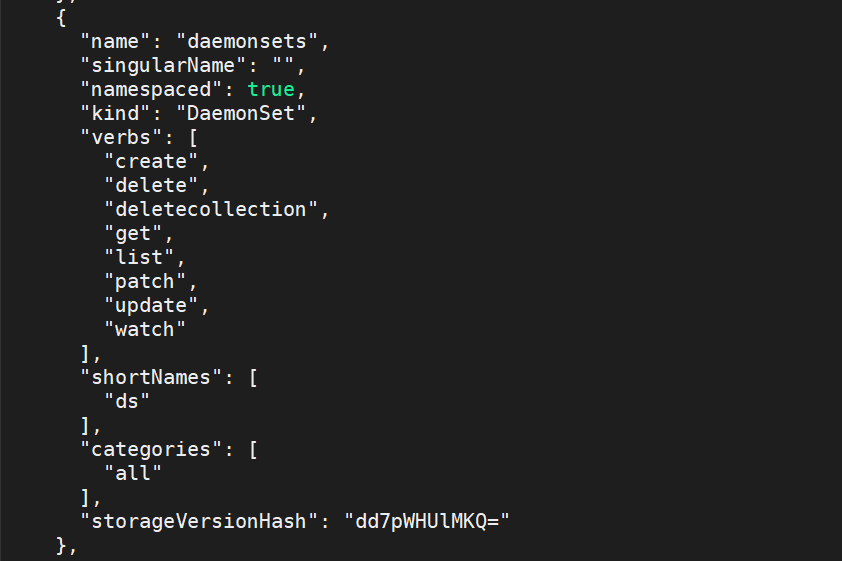 },
{
"name": "daemonsets",
"singularName": "",
"namespaced": true,
"kind": "DaemonSet",
"verbs": [
"create",
"delete",
"deletecollection",
"get",
"list",
"patch",
"update",
"watch"
],
"shortNames": [
"ds"
],
"categories": [
"all"
],
"storageVersionHash": "dd7pWHUlMKQ="
},